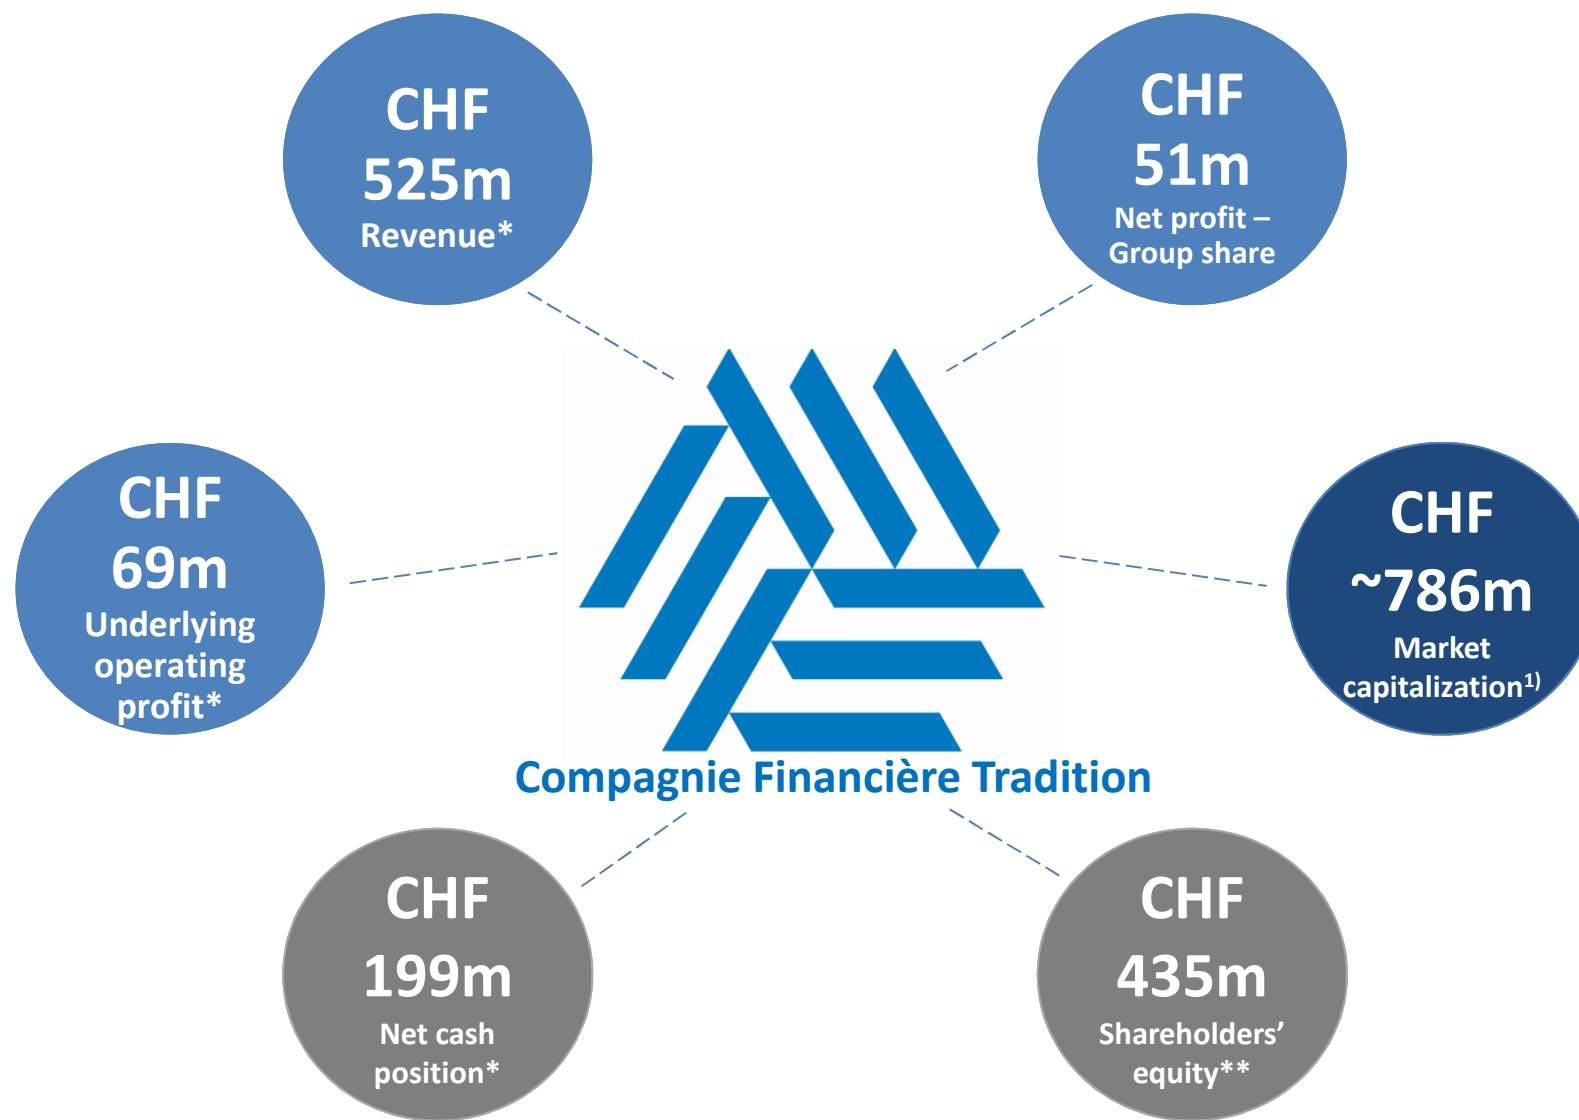 CHF
525m
Revenue*
CHF
51m
Net profit –
Group share
CHF
69m
Underlying
operating
profit*
CHF
~786m
Market
capitalization¹⁾
Compagnie Financière Tradition
CHF
199m
Net cash
position*
CHF
435m
Shareholders’
equity**